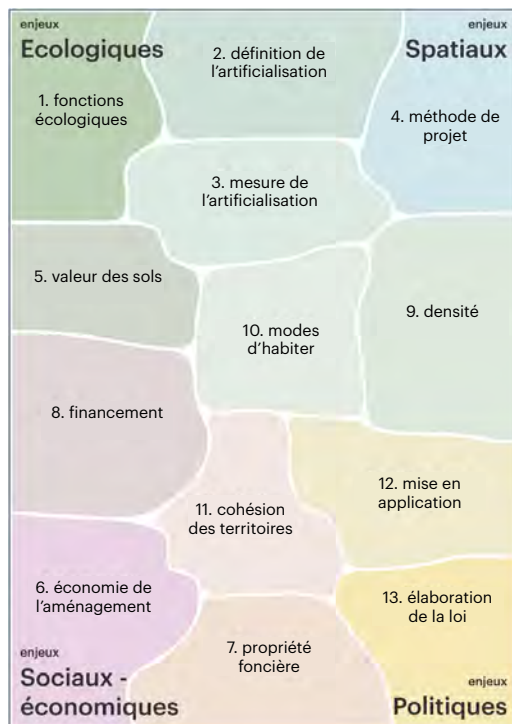 enjeux
Ecologiques
enjeux
Spatiaux
2. définition de
l'artificialisation
1. fonctions
écologiques
4. méthode de
projet
3. mesure de
l'artificialisation
5. valeur des sols
9. densité
10. modes
d'habiter
8. financement
12. mise en
application
11. cohésion
des territoires
6. économie de
l'aménagement
13. élaboration
de la loi
7. propriété
foncière
enjeux
Sociaux -
économiques
enjeux
Politiques